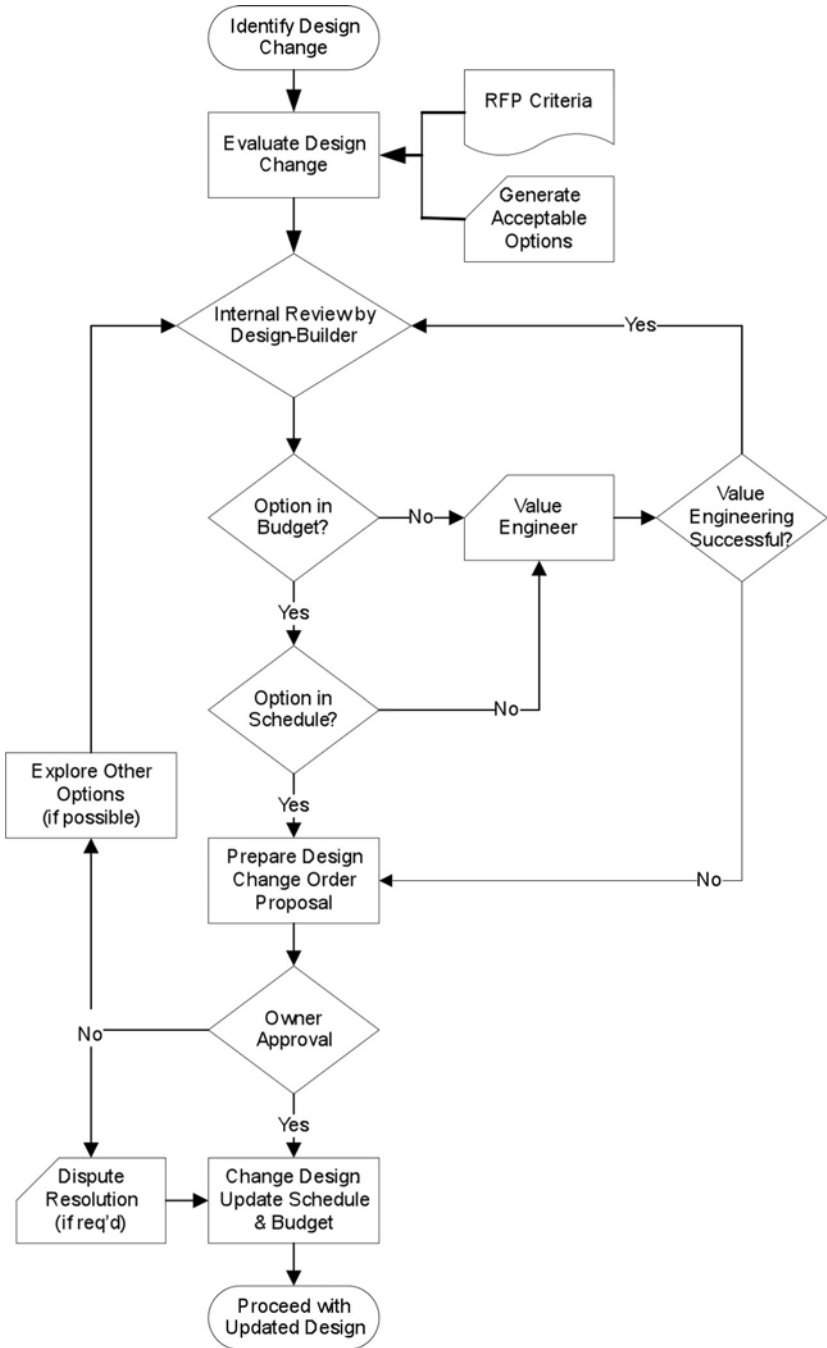 Identify Design
Change
RFP Criteria
Evaluate Design
Change
Generate
Acceptable
Options
Internal Review by
Design-Builder
Yes
Option in
Budget?
No
Value
Engineer
Value
Engineering
Successful?
Yes
Option in
Schedule?
No
Explore Other
Options
(if possible)
Yes
Prepare Design
Change Order
Proposal
No
Owner
Approval
No
Yes
Dispute
Resolution
(if req'd)
Change Design
Update Schedule
& Budget
Proceed with
Updated Design